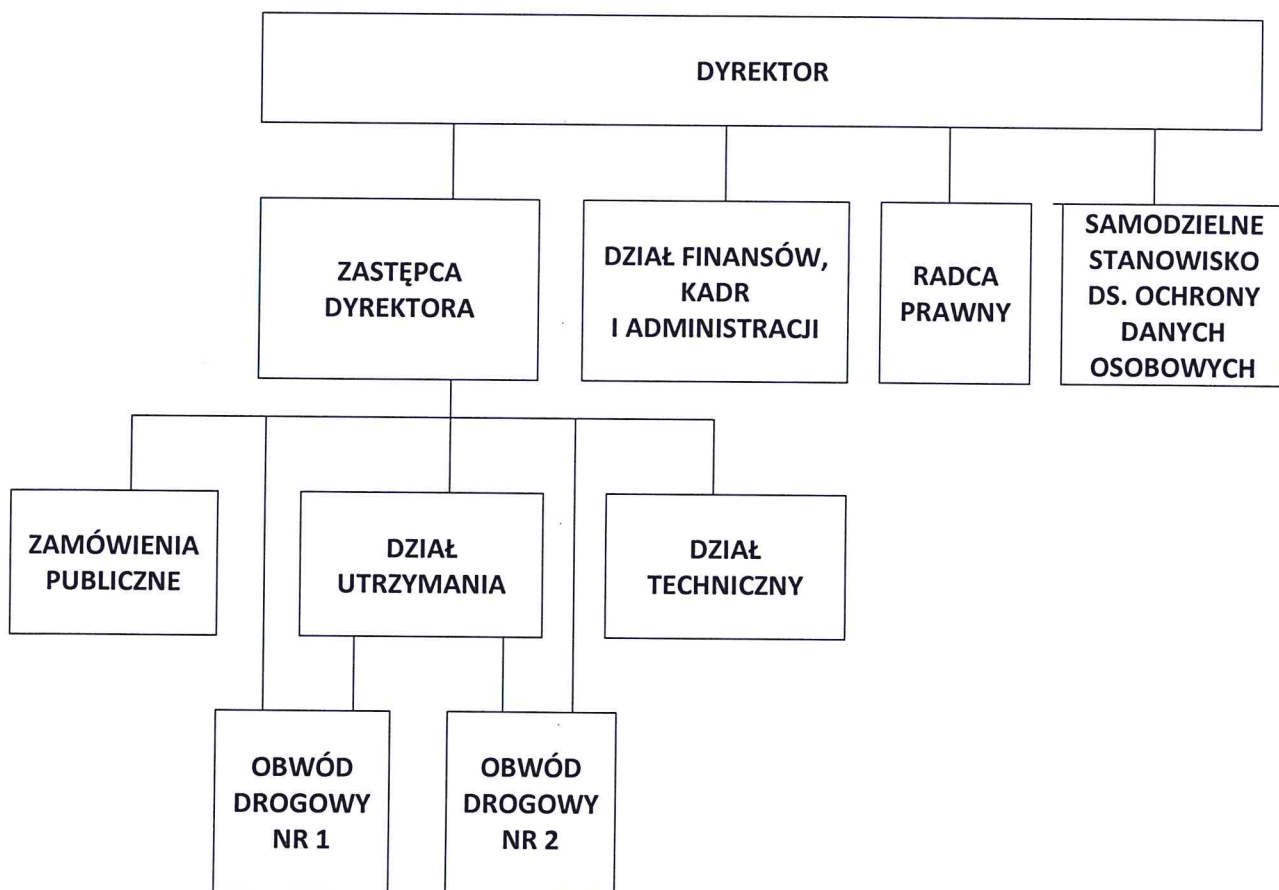 DYREKTOR
ZASTĘPCA
DYREKTORA
DZIAŁ FINANSÓW,
KADR
I ADMINISTRACJI
RADCA
PRAWNY
SAMODZIELNE
STANOWISKO
DS. OCHRONY
DANYCH
OSOBOWYCH
ZAMÓWIENIA
PUBLICZNE
DZIAŁ
UTRZYMANIA
DZIAŁ
TECHNICZNY
OBWÓD
DROGOWY
NR 1
OBWÓD
DROGOWY
NR 2